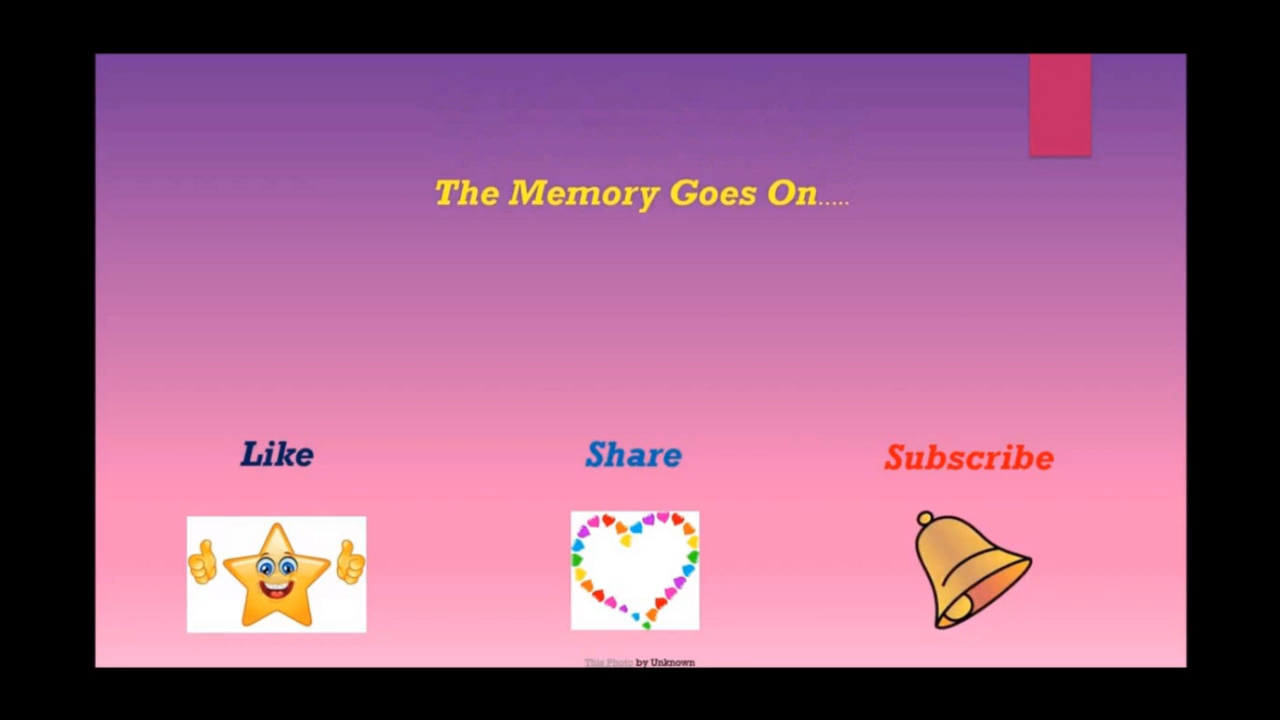 The Memory Goes On.....
Like
Share
Subscribe
This Photo by Unknown